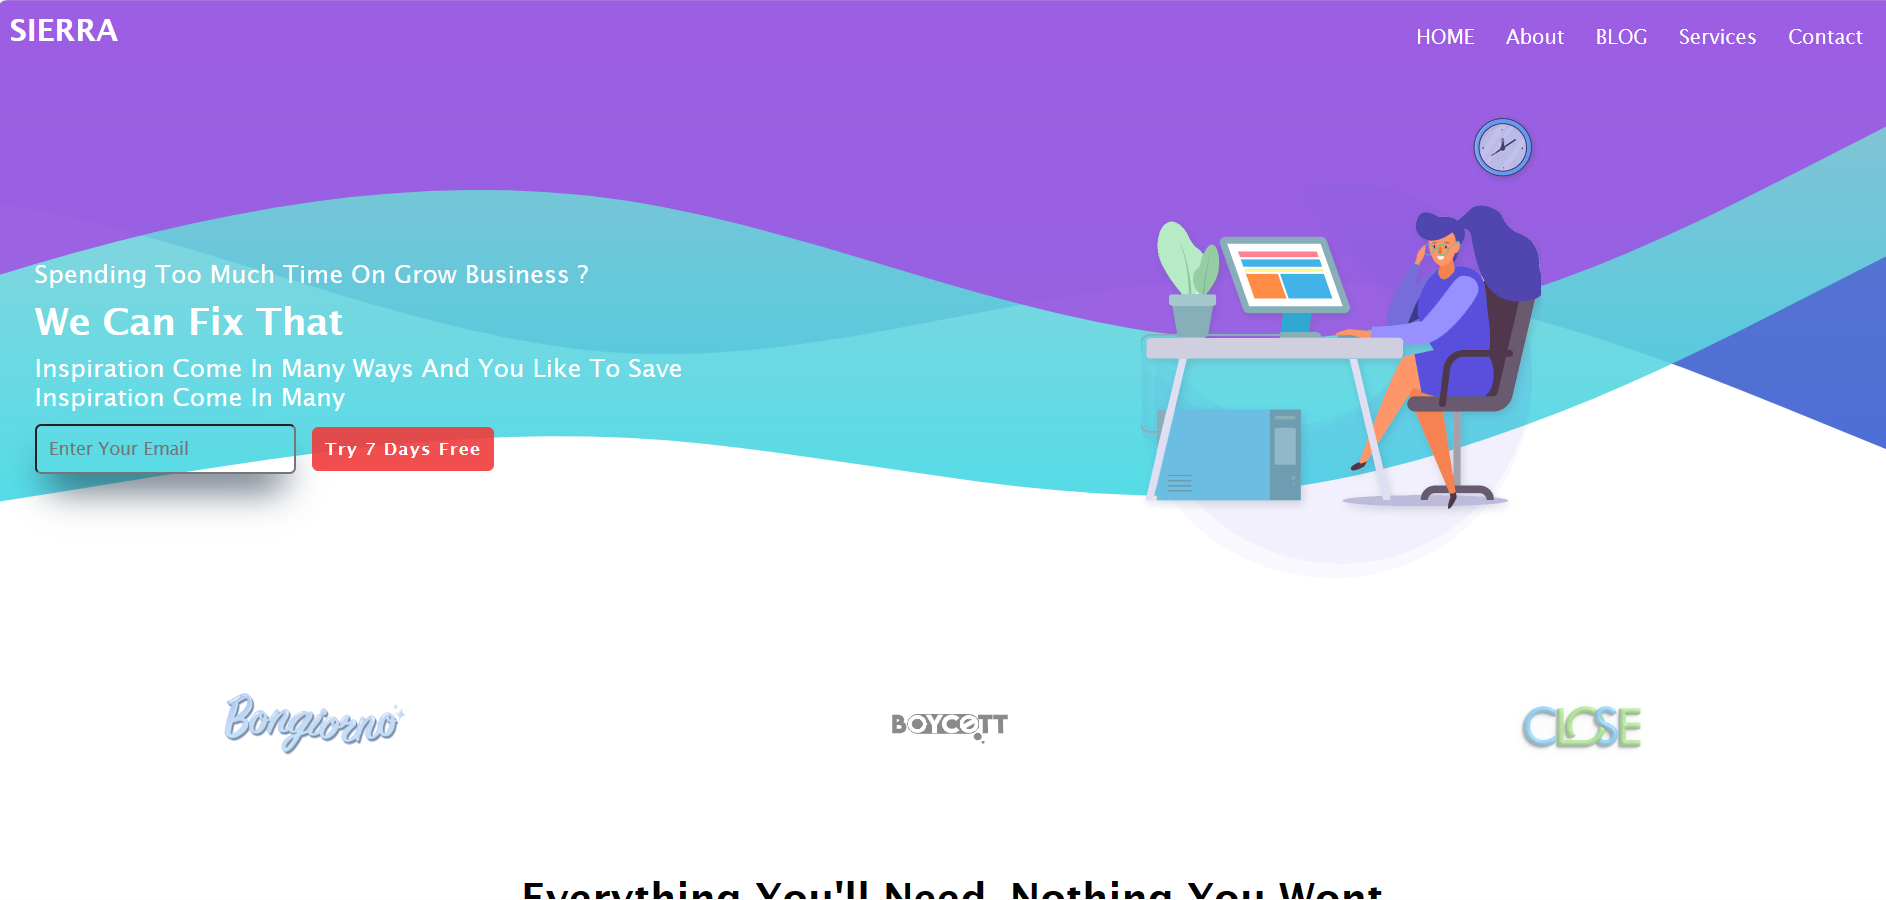 SIERRA
HOME About BLOG Services Contact
Spending Too Much Time On Grow Business ?
We Can Fix That
Inspiration Come In Many Ways And You Like To Save
Inspiration Come In Many
Enter Your Email
Try 7 Days Free
Bongiorno
BOYCOTT
CLOSE
Everything You'll Need, Nothing You Wont